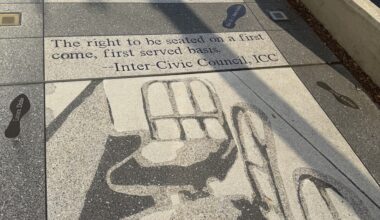 The right to be seated on a first
come, first served basis.
--Inter-Civic Council, ICC